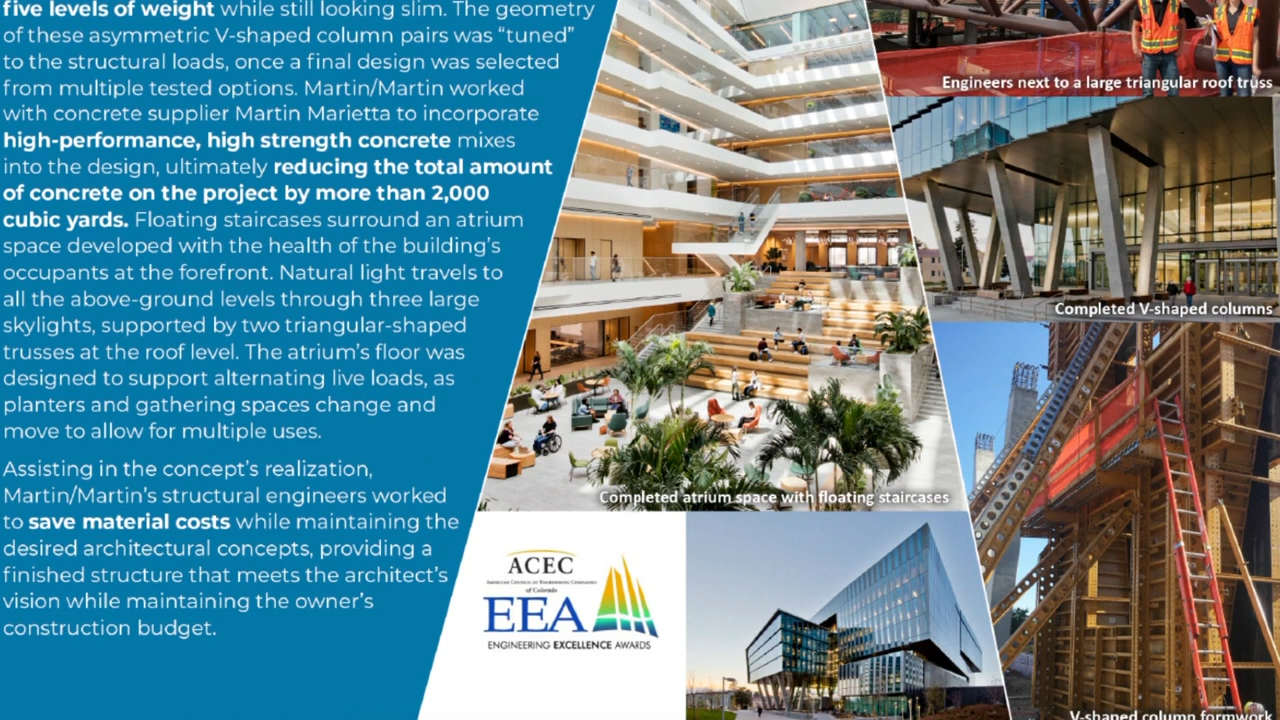 five levels of weight while still looking slim. The geometry
of these asymmetric V-shaped column pairs was “tuned”
to the structural loads, once a final design was selected
from multiple tested options. Martin/Martin worked
with concrete supplier Martin Marietta to incorporate
high-performance, high strength concrete mixes
into the design, ultimately reducing the total amount
of concrete on the project by more than 2,000
cubic yards. Floating staircases surround an atrium
space developed with the health of the building’s
occupants at the forefront. Natural light travels to
all the above-ground levels through three large
skylights, supported by two triangular-shaped
trusses at the roof level. The atrium’s floor was
designed to support alternating live loads, as
planters and gathering spaces change and
move to allow for multiple uses.
Assisting in the concept’s realization,
Martin/Martin’s structural engineers worked
to save material costs while maintaining the
desired architectural concepts, providing a
finished structure that meets the architect’s
vision while maintaining the owner’s
construction budget.
Completed atrium space with floating staircases
ACEC
American Council of Engineering Companies
of Colorado
EEA
ENGINEERING EXCELLENCE AWARDS
Engineers next to a large triangular roof truss
Completed V-shaped columns
V-shaped column formwork